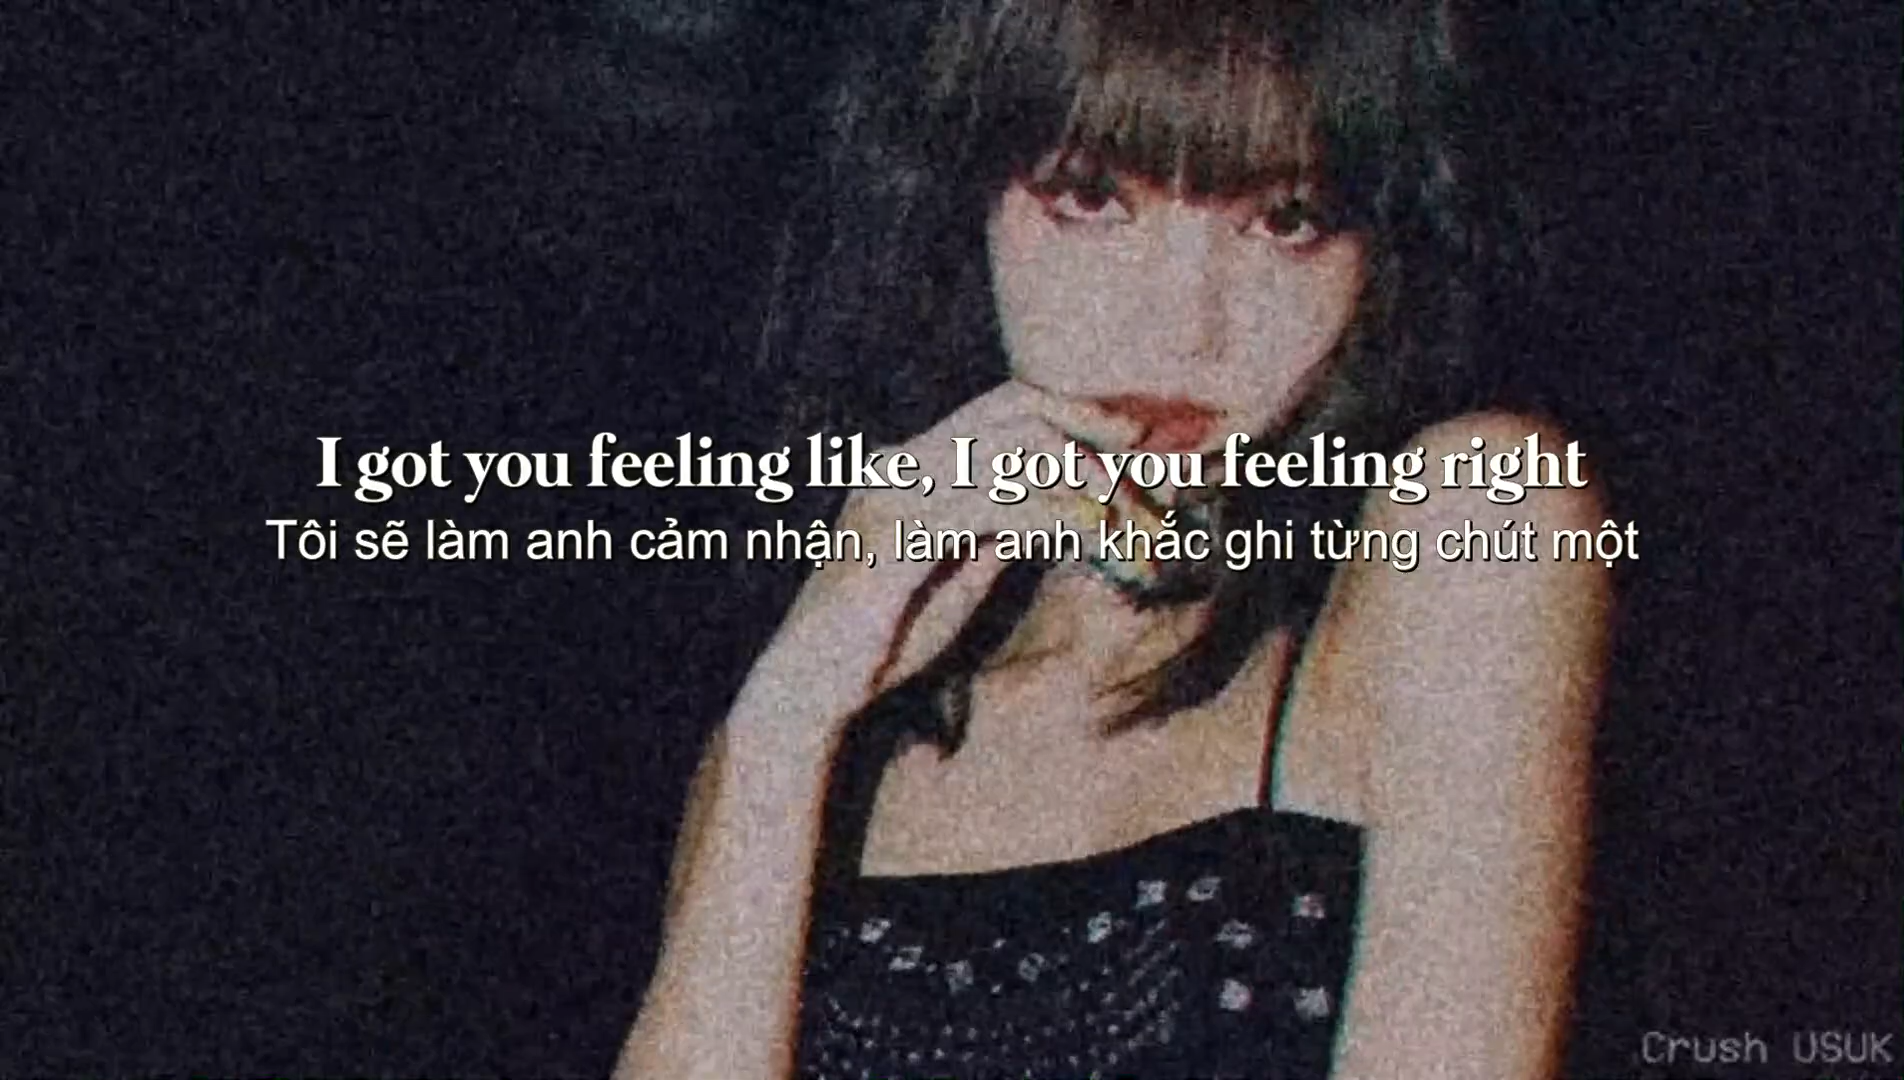 I got you feeling like, I got you feeling right
Tôi sẽ làm anh cảm nhận, làm anh khắc ghi từng chút một
Crush USUK